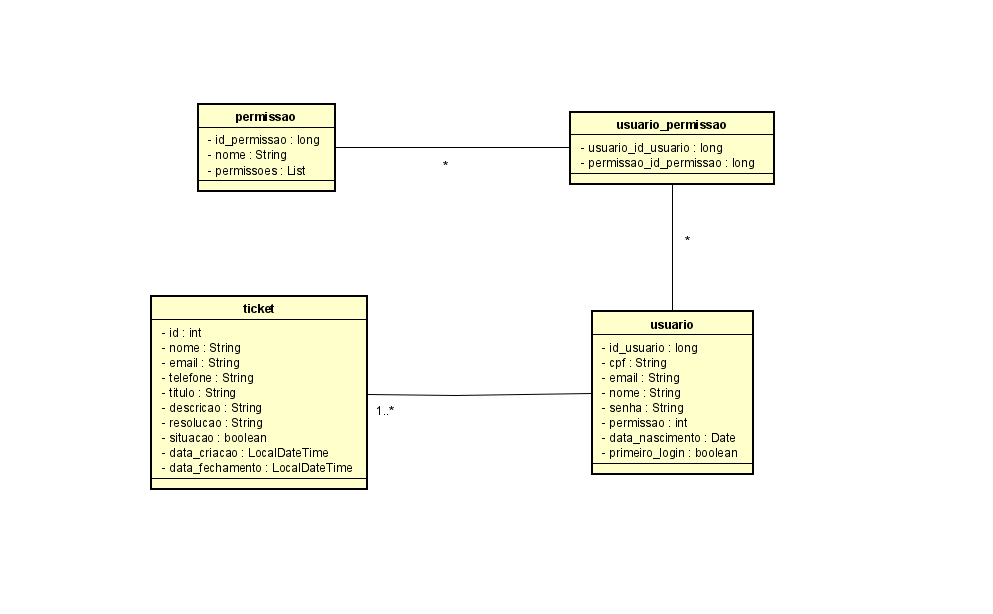 permissao
- id_permissao : long
- nome : String
- permissoes : List
*
usuario_permissao
- usuario_id_usuario : long
- permissao_id_permissao : long
*
ticket
- id : int
- nome : String
- email : String
- telefone : String
- titulo : String
- descricao : String
- resolucao : String
- situacao : boolean
- data_criacao : LocalDateTime
- data_fechamento : LocalDateTime
1..*
usuario
- id_usuario : long
- cpf : String
- email : String
- nome : String
- senha : String
- permissao : int
- data_nascimento : Date
- primeiro_login : boolean